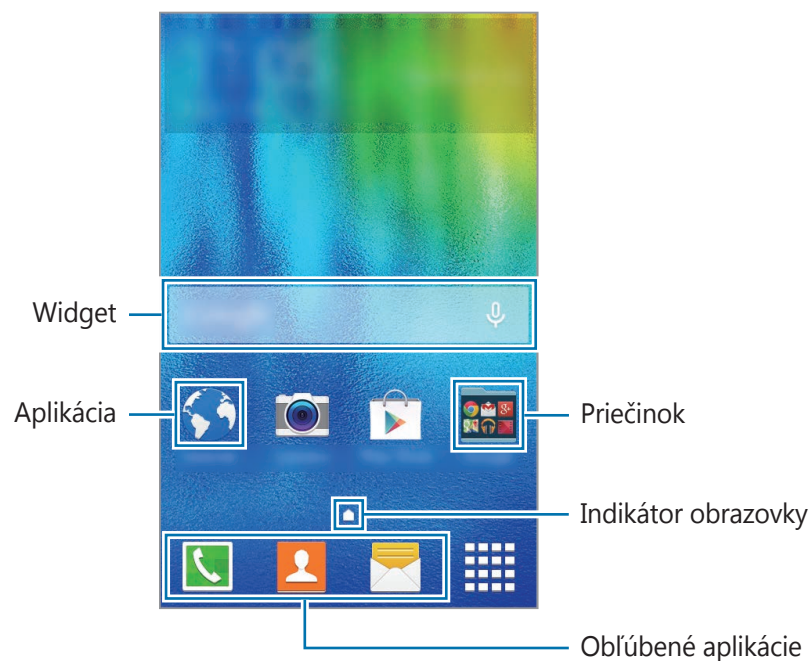 Widget
Aplikácia
Priečinok
Indikátor obrazovky
Obľúbené aplikácie